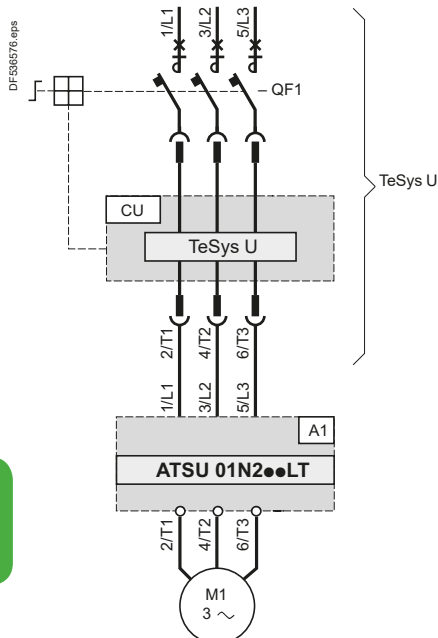 DF536576.eps
1/L1 3/L2 5/L3
QF1
TeSys U
CU
TeSys U
2/T1 4/T2 6/T3
1/L1 3/L2 5/L3
A1
ATSU 01N2●●LT
2/T1 4/T2 6/T3
M1
3 ~